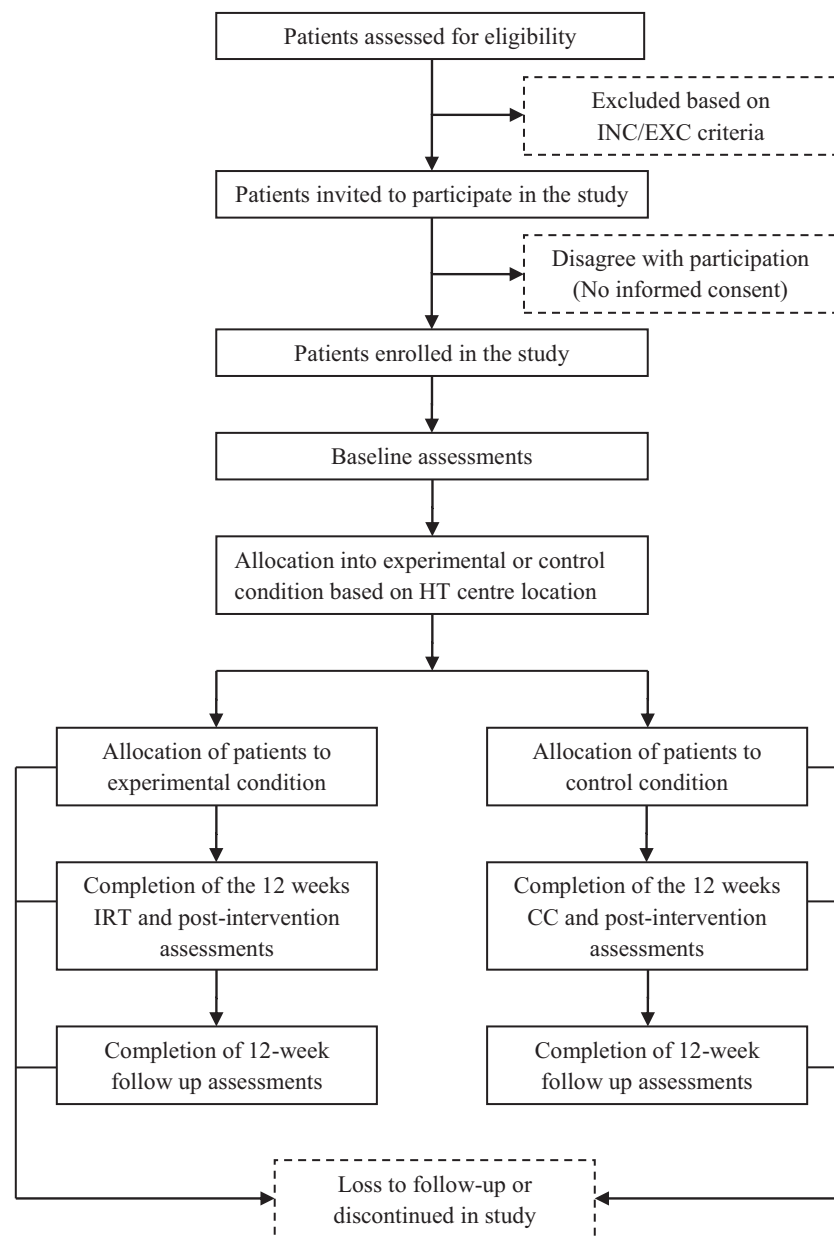 Patients assessed for eligibility
Excluded based on
INC/EXC criteria
Patients invited to participate in the study
Disagree with participation
(No informed consent)
Patients enrolled in the study
Baseline assessments
Allocation into experimental or control
condition based on HT centre location
Allocation of patients to
experimental condition
Allocation of patients to
control condition
Completion of the 12 weeks
IRT and post-intervention
assessments
Completion of the 12 weeks
CC and post-intervention
assessments
Completion of 12-week
follow up assessments
Completion of 12-week
follow up assessments
Loss to follow-up or
discontinued in study